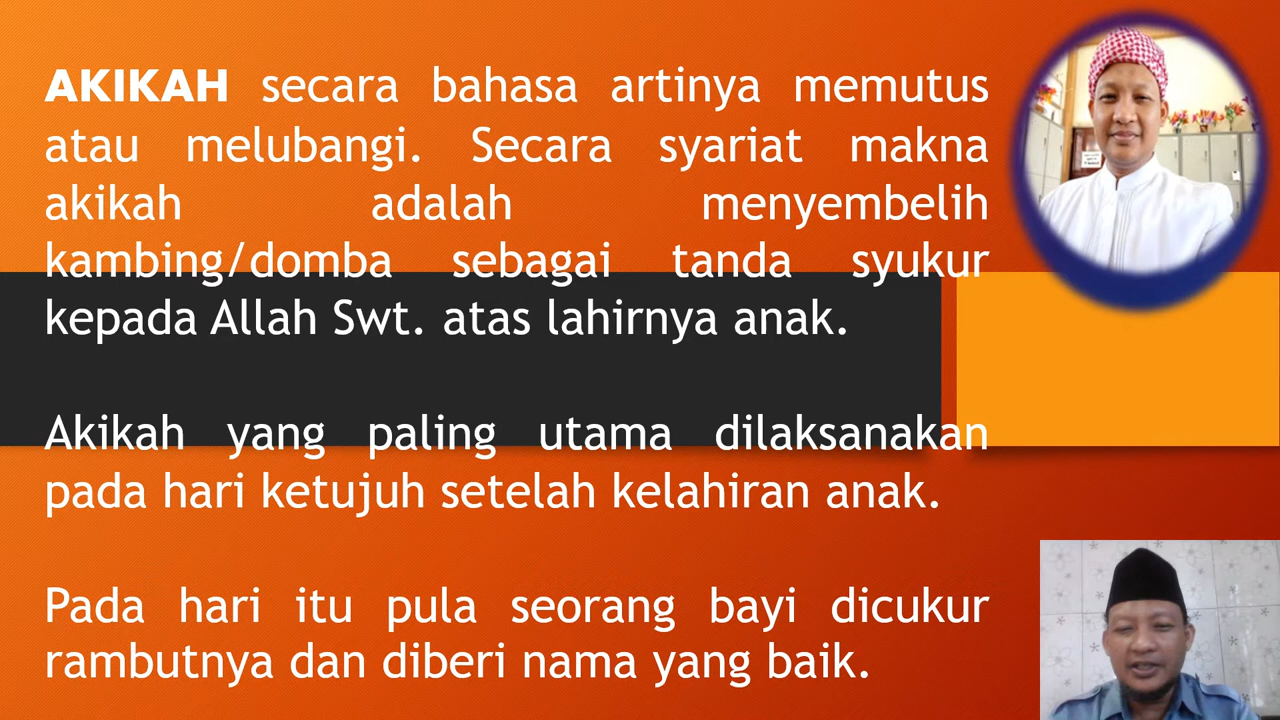 AKIKAH secara bahasa artinya memutus
atau melubangi. Secara syariat makna
akikah adalah menyembelih
kambing/domba sebagai tanda syukur
kepada Allah Swt. atas lahirnya anak.
Akikah yang paling utama dilaksanakan
pada hari ketujuh setelah kelahiran anak.
Pada hari itu pula seorang bayi dicukur
rambutnya dan diberi nama yang baik.